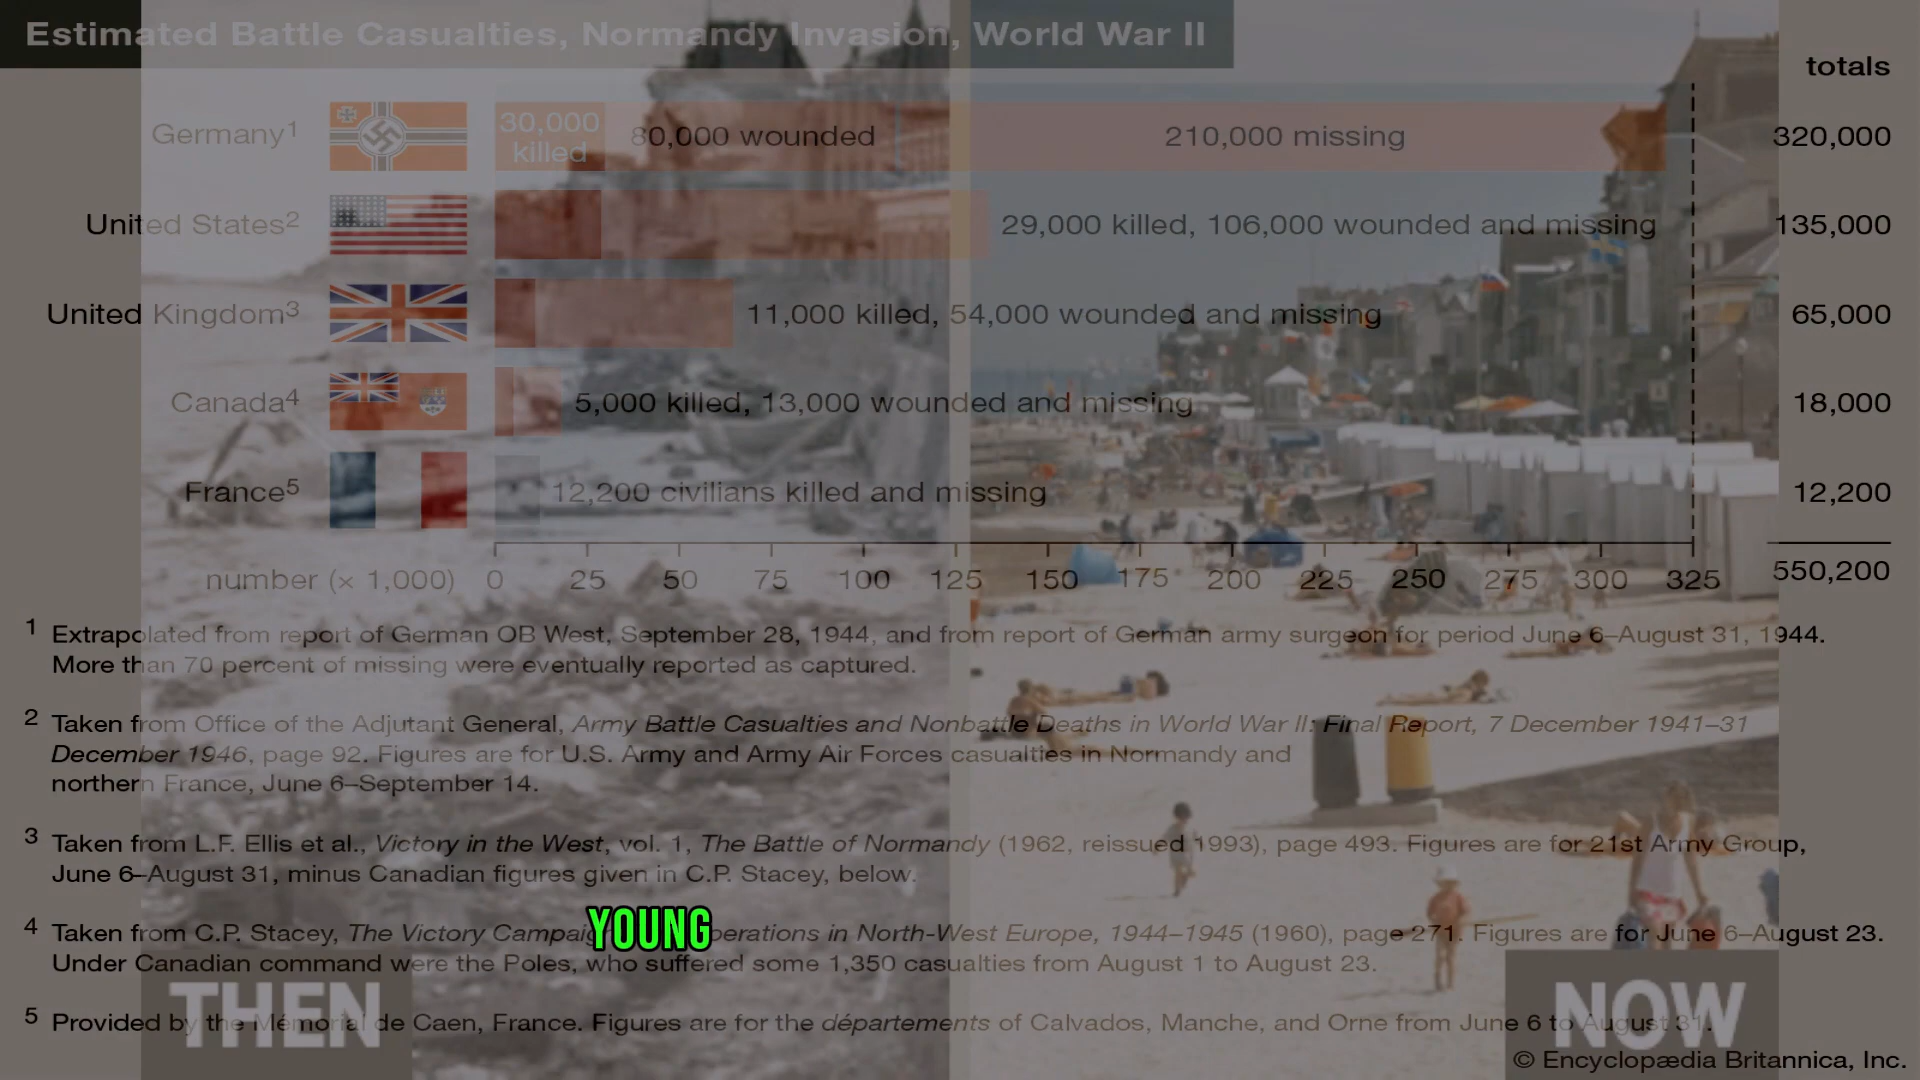 Estimated Battle Casualties, Normandy Invasion, World War II
totals
Germany1 30,000 killed 80,000 wounded 210,000 missing 320,000
United States2 29,000 killed, 106,000 wounded and missing 135,000
United Kingdom3 11,000 killed, 54,000 wounded and missing 65,000
Canada4 5,000 killed, 13,000 wounded and missing 18,000
France5 12,200 civilians killed and missing 12,200
number (× 1,000) 0 25 50 75 100 125 150 175 200 225 250 275 300 325 550,200
1 Extrapolated from report of German OB West, September 28, 1944, and from report of German army surgeon for period June 6–August 31, 1944.
More than 70 percent of missing were eventually reported as captured.
2 Taken from Office of the Adjutant General, Army Battle Casualties and Nonbattle Deaths in World War II: Final Report, 7 December 1941–31
December 1946, page 92. Figures are for U.S. Army and Army Air Forces casualties in Normandy and
northern France, June 6–September 14.
3 Taken from L.F. Ellis et al., Victory in the West, vol. 1, The Battle of Normandy (1962, reissued 1993), page 493. Figures are for 21st Army Group,
June 6–August 31, minus Canadian figures given in C.P. Stacey, below.
YOUNG
4 Taken from C.P. Stacey, The Victory Campaign: Operations in North-West Europe, 1944–1945 (1960), page 271. Figures are for June 6–August 23.
Under Canadian command were the Poles, who suffered some 1,350 casualties from August 1 to August 23.
THEN
NOW
5 Provided by the Mémorial de Caen, France. Figures are for the départements of Calvados, Manche, and Orne from June 6 to August 31.
© Encyclopædia Britannica, Inc.